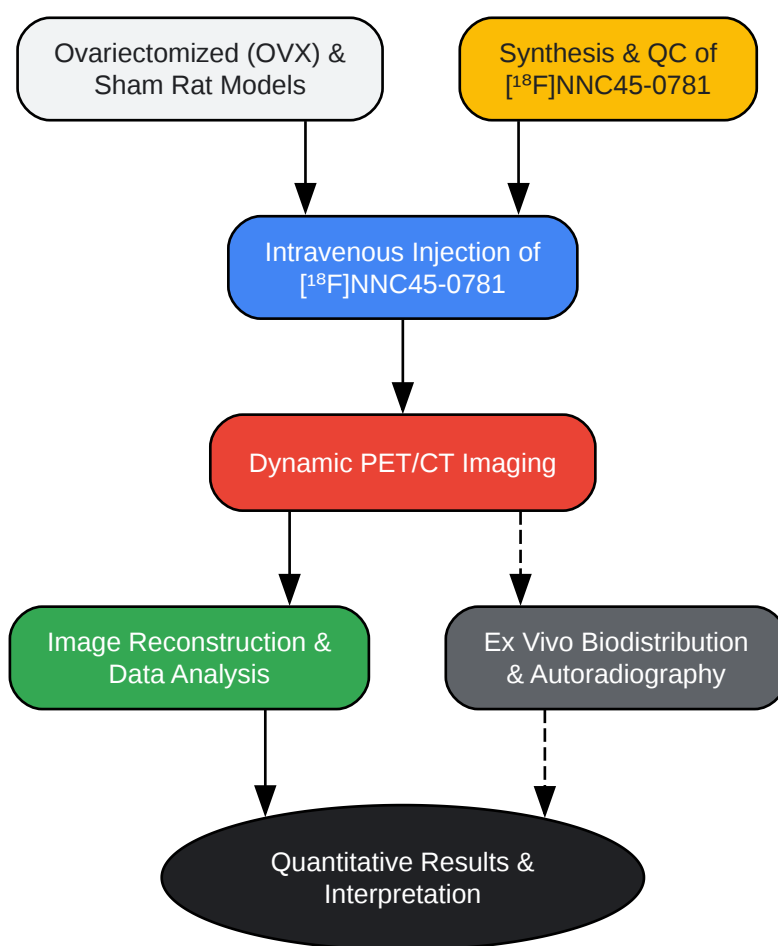 Ovariectomized (OVX) &
Sham Rat Models
Synthesis & QC of
[¹⁸F]NNC45-0781
Intravenous Injection of
[¹⁸F]NNC45-0781
Dynamic PET/CT Imaging
Image Reconstruction &
Data Analysis
Ex Vivo Biodistribution
& Autoradiography
Quantitative Results &
Interpretation